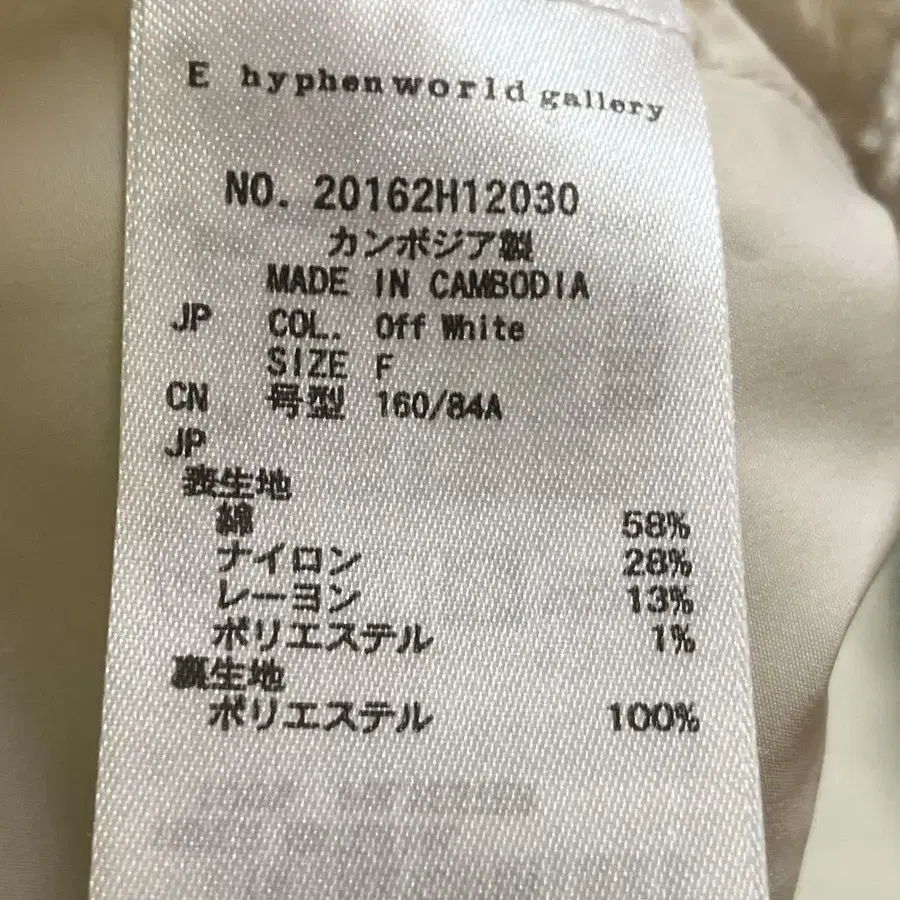 E hyphen world gallery
NO. 20162H12030
カンボジア製
MADE IN CAMBODIA
JP COL. Off White
SIZE F
CN 号型 160/84A
JP
表生地
綿 58%
ナイロン 28%
レーヨン 13%
ポリエステル 1%
裏生地
ポリエステル 100%